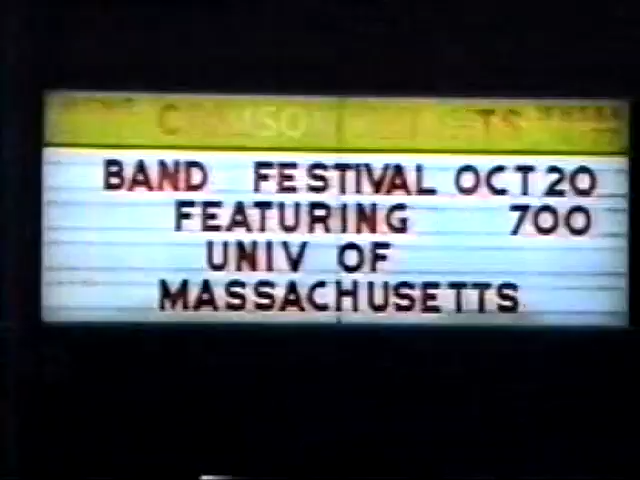 BAND FESTIVAL OCT 20
FEATURING 700
UNIV OF
MASSACHUSETTS